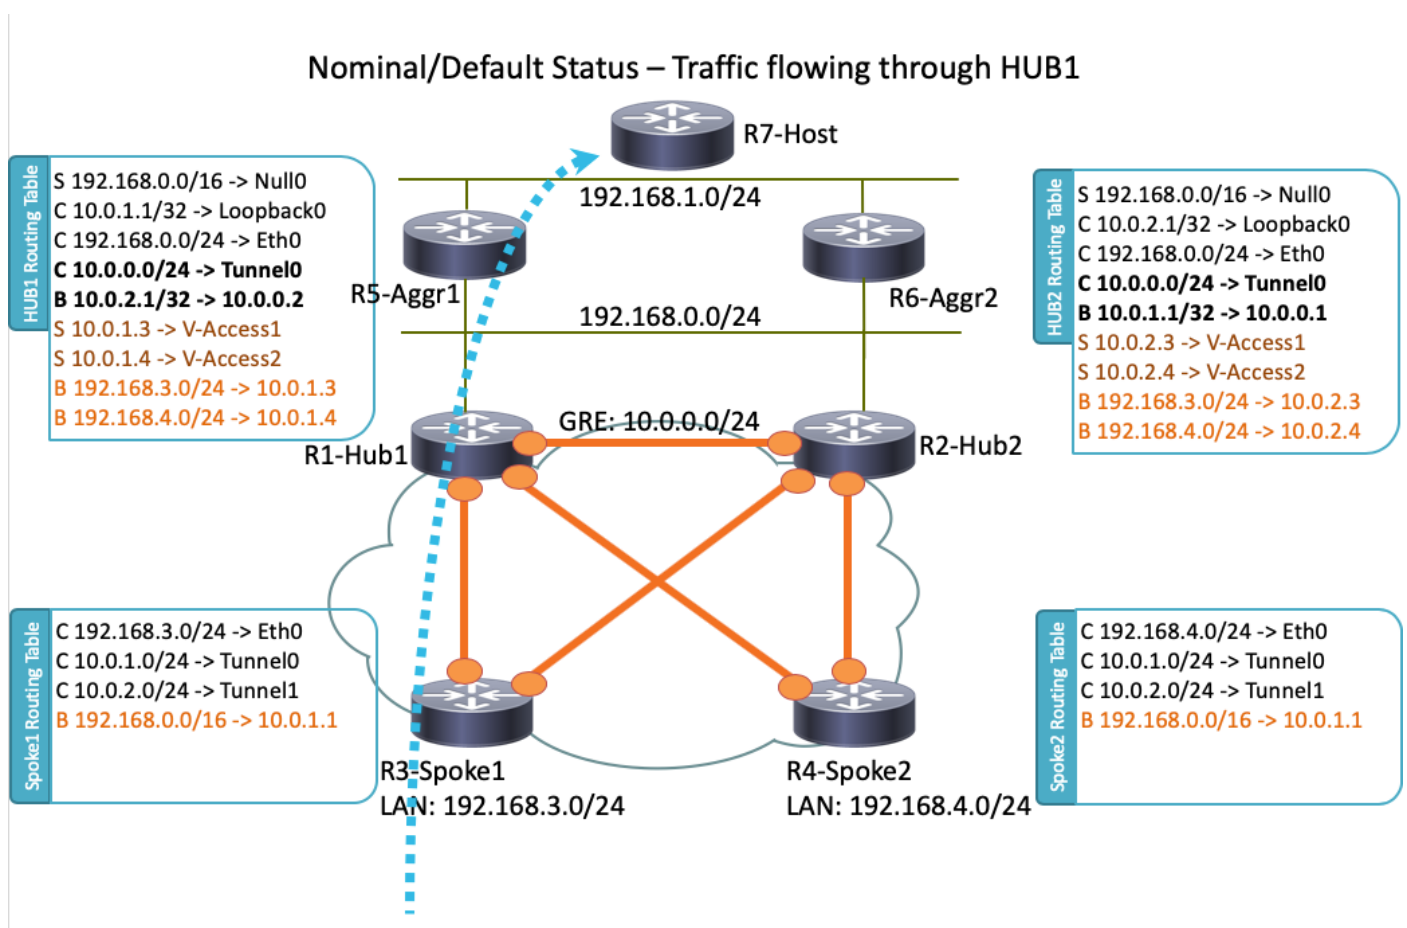 Nominal/Default Status – Traffic flowing through HUB1
R7-Host
HUB1 Routing Table
S 192.168.0.0/16 -> Null0
C 10.0.1.1/32 -> Loopback0
C 192.168.0.0/24 -> Eth0
C 10.0.0.0/24 -> Tunnel0
B 10.0.2.1/32 -> 10.0.0.2
S 10.0.1.3 -> V-Access1
S 10.0.1.4 -> V-Access2
B 192.168.3.0/24 -> 10.0.1.3
B 192.168.4.0/24 -> 10.0.1.4
192.168.1.0/24
R5-Aggr1
R6-Aggr2
192.168.0.0/24
HUB2 Routing Table
S 192.168.0.0/16 -> Null0
C 10.0.2.1/32 -> Loopback0
C 192.168.0.0/24 -> Eth0
C 10.0.0.0/24 -> Tunnel0
B 10.0.1.1/32 -> 10.0.0.1
S 10.0.2.3 -> V-Access1
S 10.0.2.4 -> V-Access2
B 192.168.3.0/24 -> 10.0.2.3
B 192.168.4.0/24 -> 10.0.2.4
GRE: 10.0.0.0/24
R1-Hub1
R2-Hub2
Spoke1 Routing Table
C 192.168.3.0/24 -> Eth0
C 10.0.1.0/24 -> Tunnel0
C 10.0.2.0/24 -> Tunnel1
B 192.168.0.0/16 -> 10.0.1.1
R3-Spoke1
LAN: 192.168.3.0/24
R4-Spoke2
LAN: 192.168.4.0/24
Spoke2 Routing Table
C 192.168.4.0/24 -> Eth0
C 10.0.1.0/24 -> Tunnel0
C 10.0.2.0/24 -> Tunnel1
B 192.168.0.0/16 -> 10.0.1.1